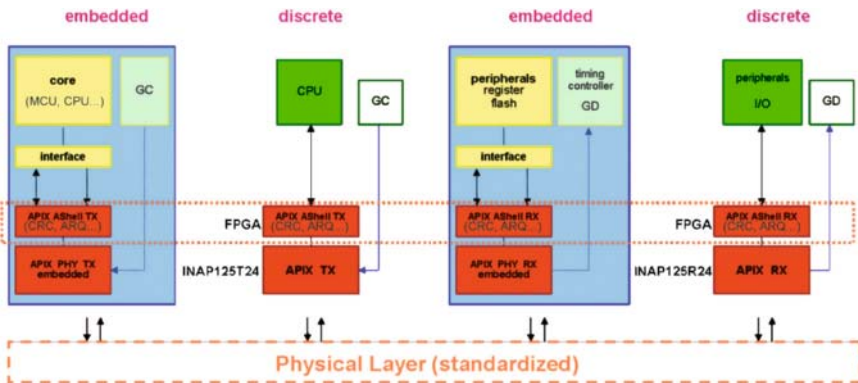 embedded
discrete
embedded
discrete
core
(MCU, CPU...)
GC
interface
APIX AShell TX
(CRC, ARQ...)
APIX PHY TX
embedded
CPU
GC
FPGA
APIX AShell TX
(CRC, ARQ...)
INAP125T24
APIX TX
peripherals
register
flash
timing
controller
GD
interface
APIX AShell RX
(CRC, ARQ...)
APIX PHY RX
embedded
peripherals
I/O
GD
FPGA
APIX AShell RX
(CRC, ARQ...)
INAP125R24
APIX RX
Physical Layer (standardized)